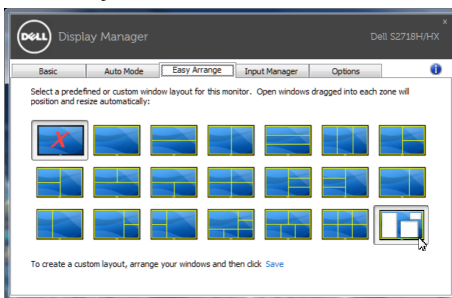 DELL Display Manager
Dell S2718H/HX
Basic Auto Mode Easy Arrange Input Manager Options
Select a predefined or custom window layout for this monitor. Open windows dragged into each zone will
position and resize automatically:
To create a custom layout, arrange your windows and then click Save